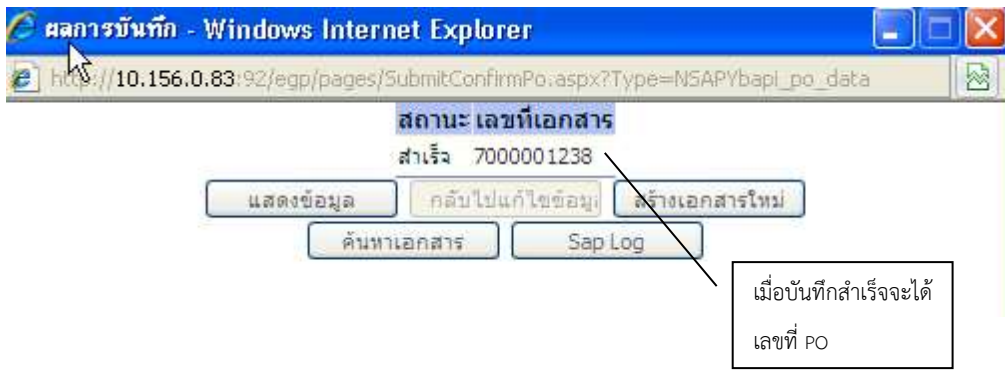 ผลการบันทึก - Windows Internet Explorer
http://10.156.0.83:92/egp/pages/SubmitConfirmPo.aspx?Type=NSAPYbapi_po_data
สถานะ เลขที่เอกสาร
สำเร็จ 7000001238
แสดงข้อมูล กลับไปแก้ไขข้อมูล สร้างเอกสารใหม่
ค้นหาเอกสาร Sap Log
เมื่อบันทึกสำเร็จจะได้
เลขที่ PO